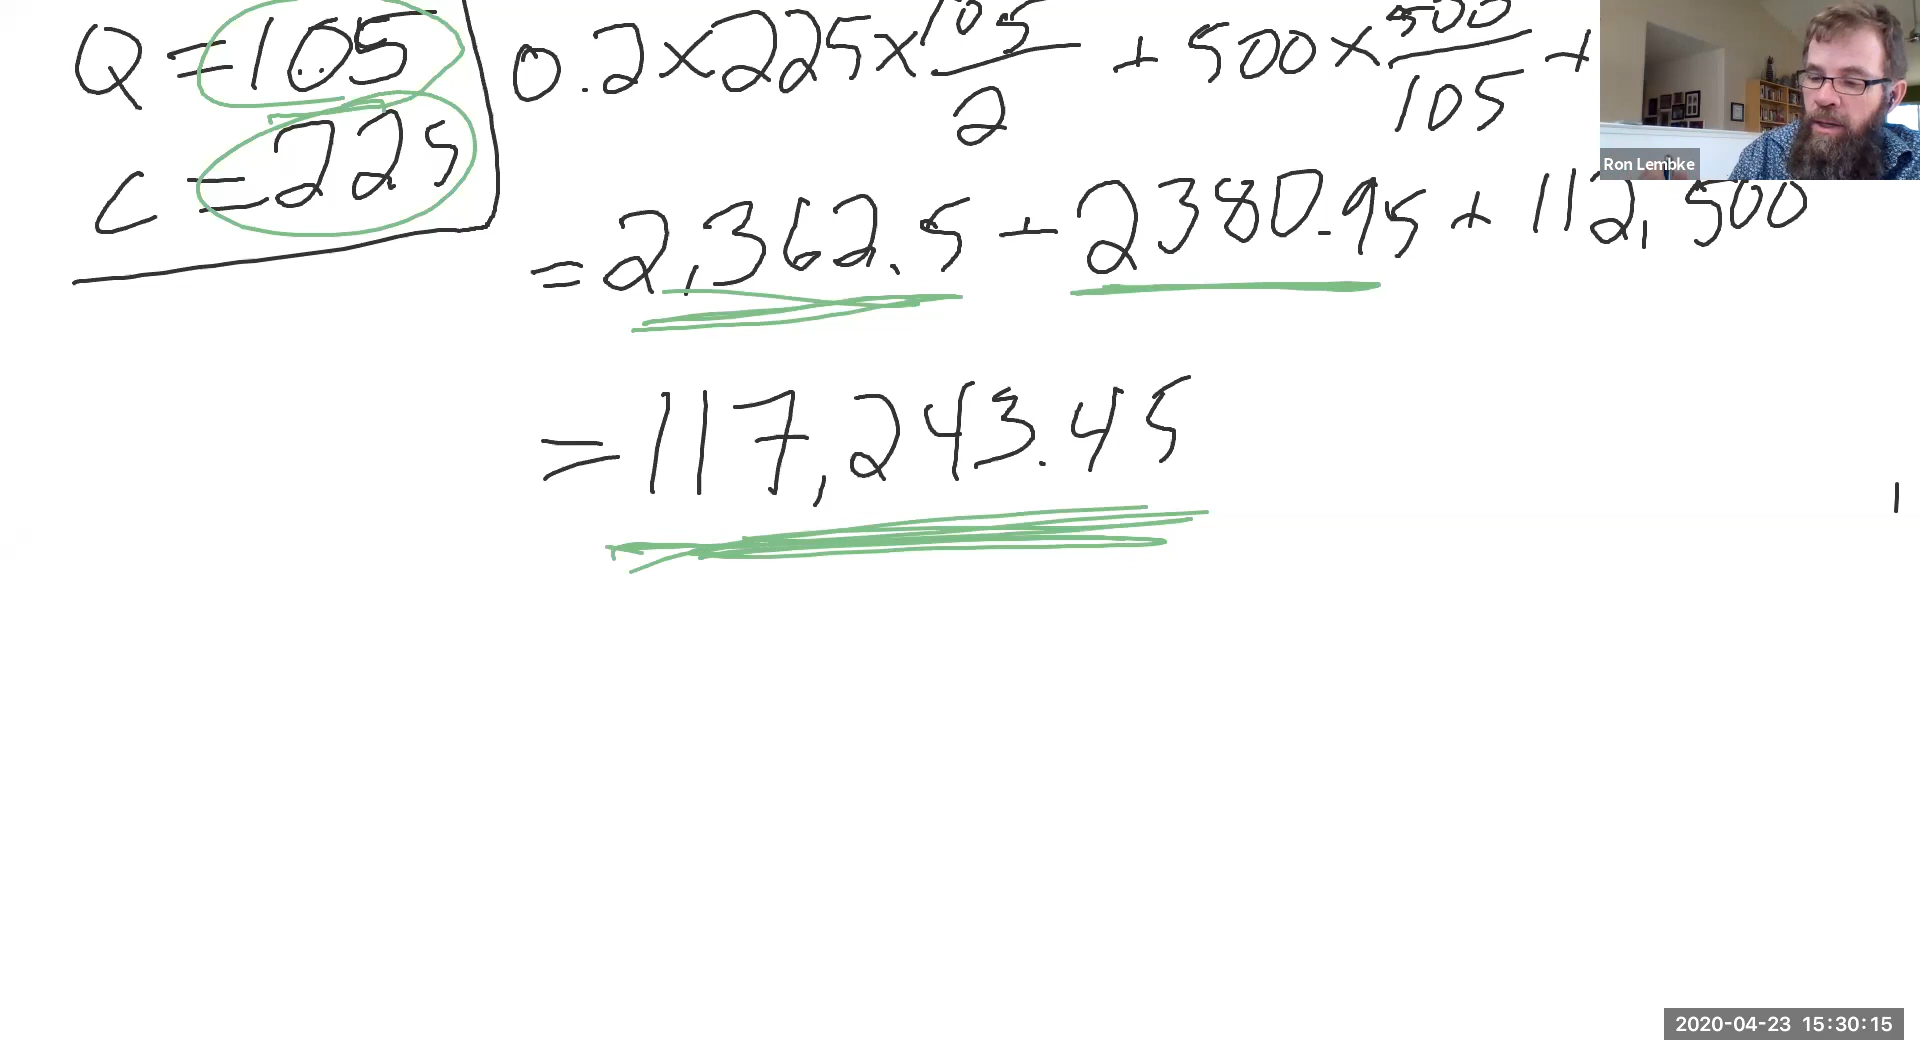 Q = 105
0.2 × 225 × 105/2 + 500 × 500/105 +
C = 225
= 2,362.5 + 2380.95 + 112,500
= 117,243.45
Ron Lembke
2020-04-23 15:30:15